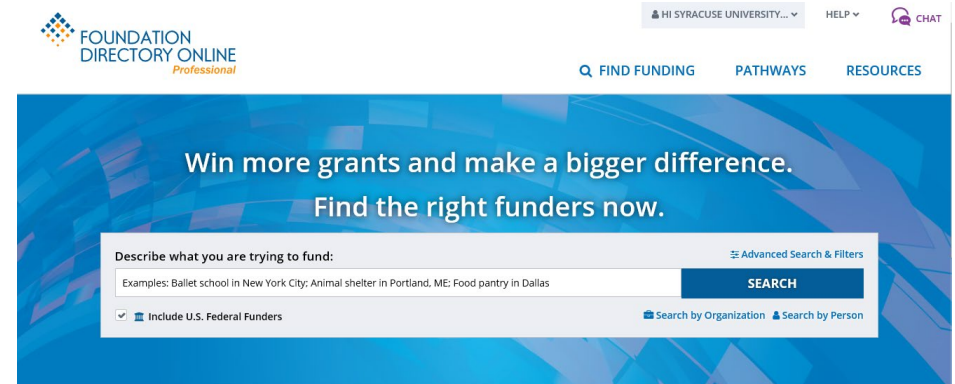 HI SYRACUSE UNIVERSITY...
HELP
CHAT
FOUNDATION
DIRECTORY ONLINE
Professional
FIND FUNDING
PATHWAYS
RESOURCES
Win more grants and make a bigger difference.
Find the right funders now.
Describe what you are trying to fund:
Advanced Search & Filters
Examples: Ballet school in New York City; Animal shelter in Portland, ME; Food pantry in Dallas
SEARCH
Include U.S. Federal Funders
Search by Organization
Search by Person